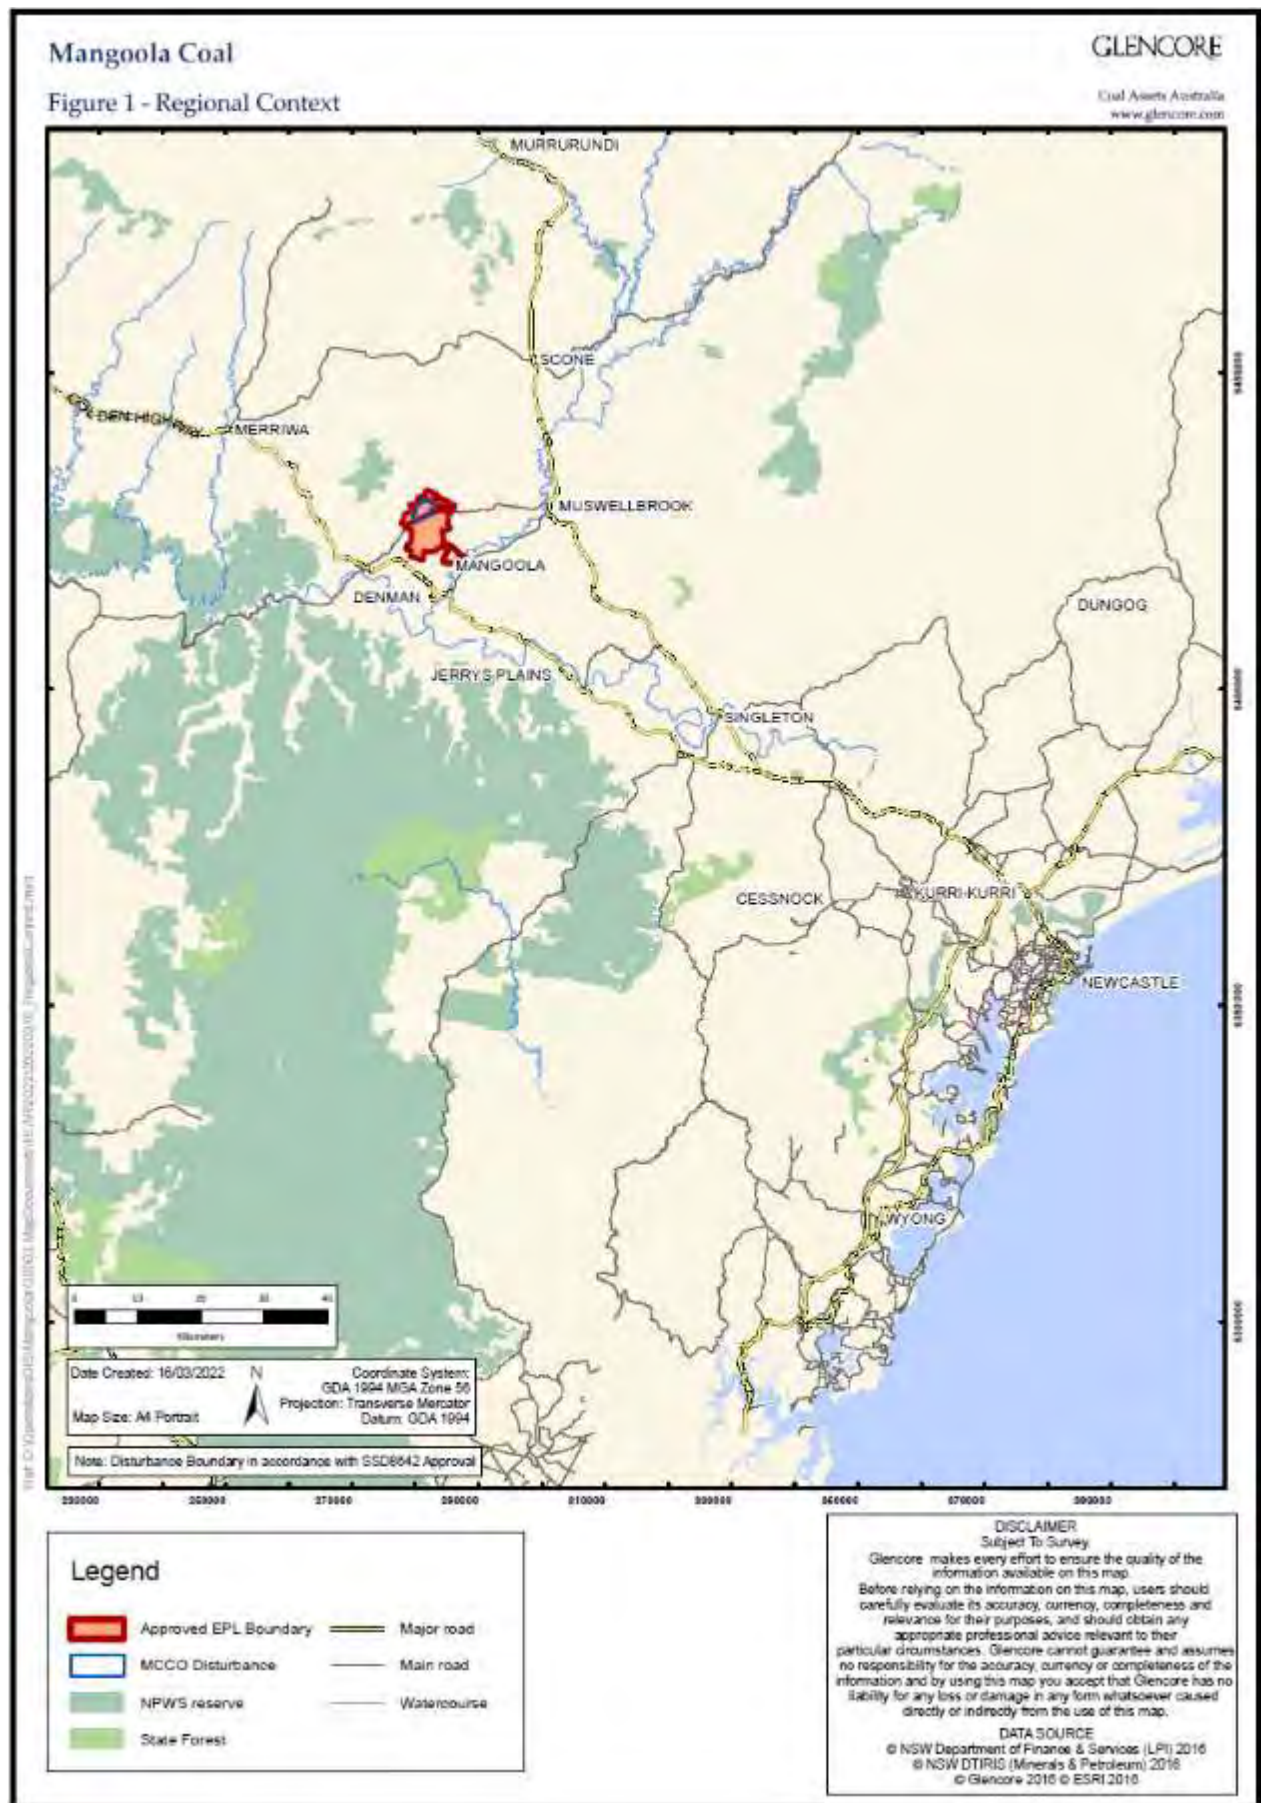 Mangoola Coal
GLENCORE
Figure 1 - Regional Context
Coal Assets Australia
www.glencore.com
MURRURUNDI
SCONE
GOLDEN HIGHWAY
MERRIWA
MUSWELLBROOK
MANGOOLA
DENMAN
DUNGOG
JERRYS PLAINS
SINGLETON
CESSNOCK
KURRI-KURRI
NEWCASTLE
WYONG
0 10 20 30 40
Kilometers
Date Created: 16/03/2022
Map Size: A4 Portrait
N
Coordinate System:
GDA 1994 MGA Zone 56
Projection: Transverse Mercator
Datum: GDA 1994
Note: Disturbance Boundary in accordance with SSD8642 Approval
Legend
Approved EPL Boundary
MCCO Disturbance
NPWS reserve
State Forest
Major road
Main road
Watercourse
DISCLAIMER
Subject To Survey
Glencore makes every effort to ensure the quality of the
information available on this map.
Before relying on the information on this map, users should
carefully evaluate its accuracy, currency, completeness and
relevance for their purposes, and should obtain any
appropriate professional advice relevant to their
particular circumstances. Glencore cannot guarantee and assumes
no responsibility for the accuracy, currency or completeness of the
information and by using this map you accept that Glencore has no
liability for any loss or damage in any form whatsoever caused
directly or indirectly from the use of this map.
DATA SOURCE
© NSW Department of Finance & Services (LPI) 2016
© NSW DTIRIS (Minerals & Petroleum) 2016
© Glencore 2016 © ESRI 2016